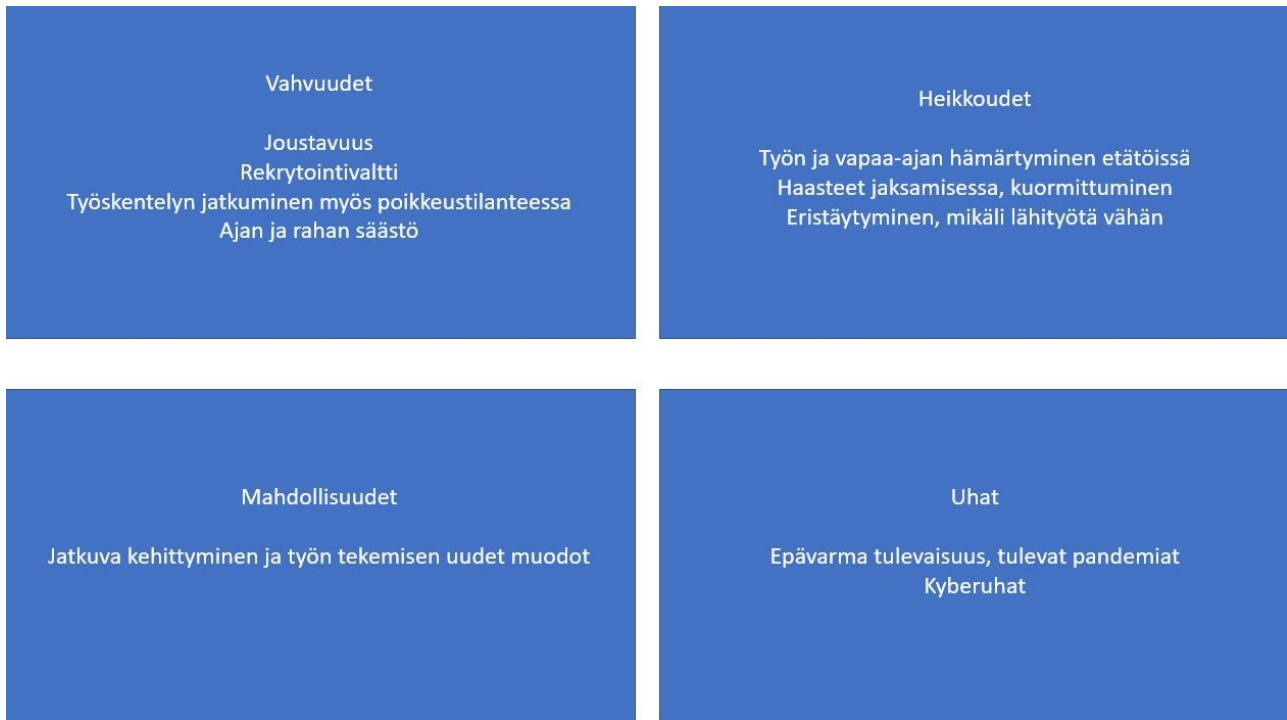 Vahvuudet
Joustavuus
Rekrytointivaltti
Työskentelyn jatkuminen myös poikkeustilanteessa
Ajan ja rahan säästö
Heikkoudet
Työn ja vapaa-ajan hämärtyminen etätöissä
Haasteet jaksamisessa, kuormittuminen
Eristäytyminen, mikäli lähityötä vähän
Mahdollisuudet
Jatkuva kehittyminen ja työn tekemisen uudet muodot
Uhat
Epävarma tulevaisuus, tulevat pandemiat
Kyberuhat